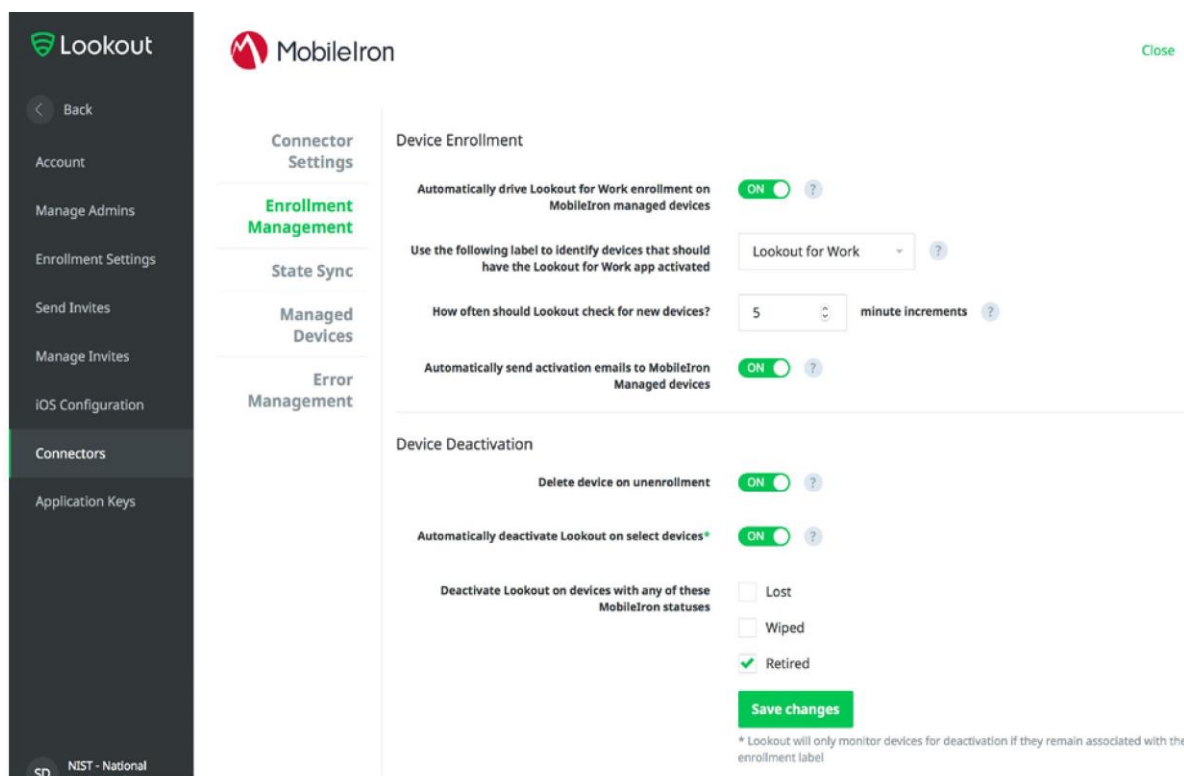 Lookout
Back
Account
Manage Admins
Enrollment Settings
Send Invites
Manage Invites
iOS Configuration
Connectors
Application Keys
SD
NIST - National
MobileIron
Close
Connector
Settings
Enrollment
Management
State Sync
Managed
Devices
Error
Management
Device Enrollment
Automatically drive Lookout for Work enrollment on
MobileIron managed devices
ON ?
Use the following label to identify devices that should
have the Lookout for Work app activated
Lookout for Work ?
How often should Lookout check for new devices?
5 minute increments ?
Automatically send activation emails to MobileIron
Managed devices
ON ?
Device Deactivation
Delete device on unenrollment
ON ?
Automatically deactivate Lookout on select devices*
ON ?
Deactivate Lookout on devices with any of these
MobileIron statuses
Lost
Wiped
Retired
Save changes
* Lookout will only monitor devices for deactivation if they remain associated with the
enrollment label